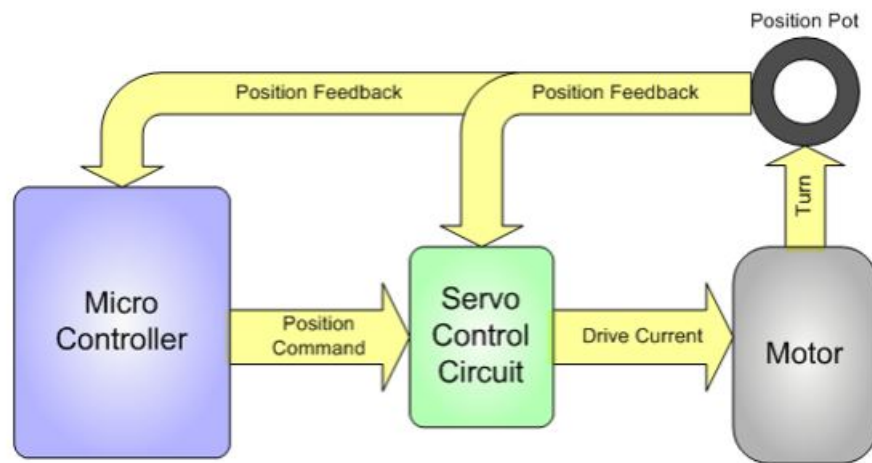 Position Pot
Position Feedback
Position Feedback
Turn
Micro
Controller
Position
Command
Servo
Control
Circuit
Drive Current
Motor